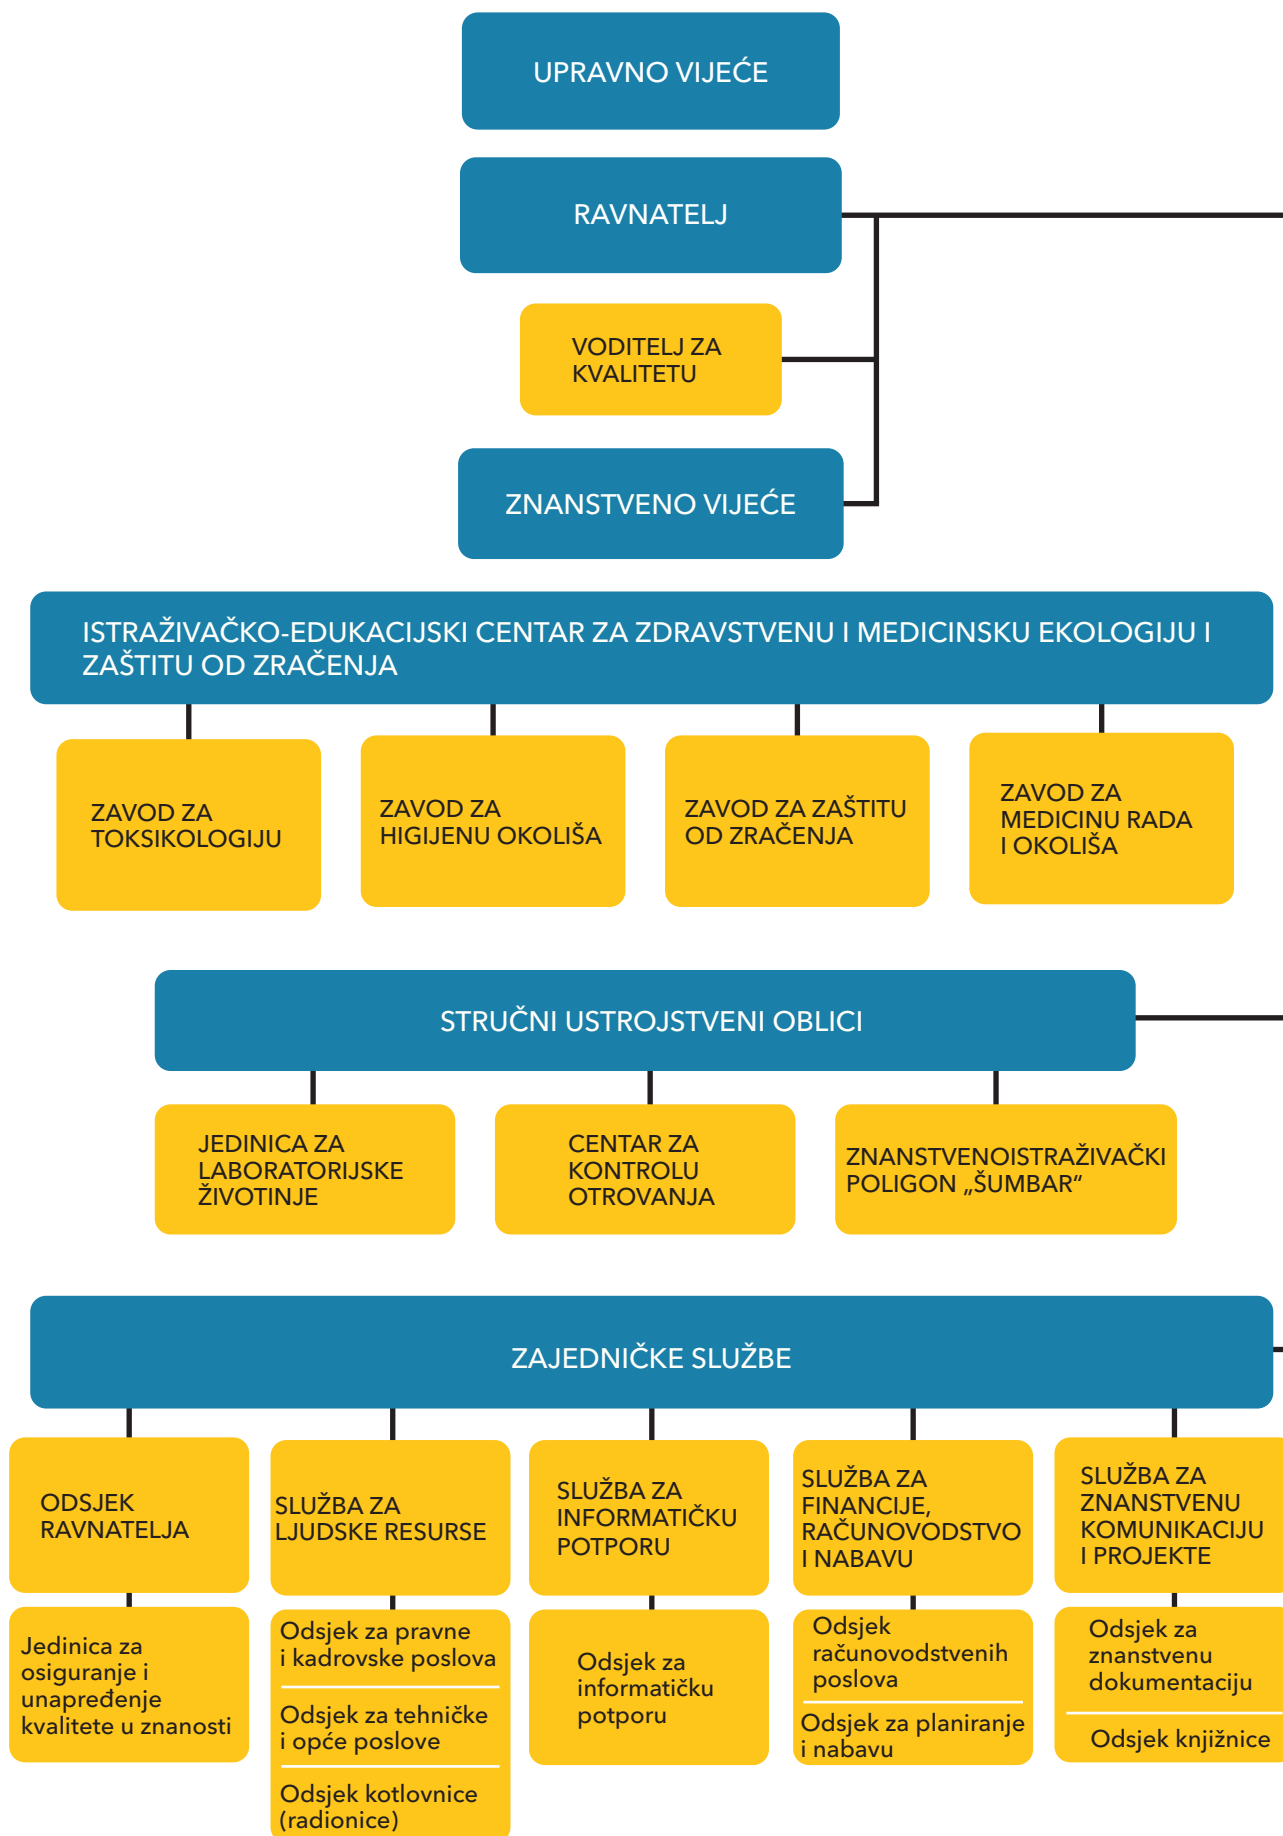 UPRAVNO VIJEĆE
RAVNATELJ
VODITELJ ZA
KVALITETU
ZNANSTVENO VIJEĆE
ISTRAŽIVAČKO-EDUKACIJSKI CENTAR ZA ZDRAVSTVENU I MEDICINSKU EKOLOGIJU I
ZAŠTITU OD ZRAČENJA
ZAVOD ZA
TOKSIKOLOGIJU
ZAVOD ZA
HIGIJENU OKOLIŠA
ZAVOD ZA ZAŠTITU
OD ZRAČENJA
ZAVOD ZA
MEDICINU RADA
I OKOLIŠA
STRUČNI USTROJSTVENI OBLICI
JEDINICA ZA
LABORATORIJSKE
ŽIVOTINJE
CENTAR ZA
KONTROLU
OTROVANJA
ZNANSTVENOISTRAŽIVAČKI
POLIGON „ŠUMBAR“
ZAJEDNIČKE SLUŽBE
ODSJEK
RAVNATELJA
SLUŽBA ZA
LJUDSKE RESURSE
SLUŽBA ZA
INFORMATIČKU
POTPORU
SLUŽBA ZA
FINANCIJE,
RAČUNOVODSTVO
I NABAVU
SLUŽBA ZA
ZNANSTVENU
KOMUNIKACIJU
I PROJEKTE
Jedinica za
osiguranje i
unapređenje
kvalitete u znanosti
Odsjek za pravne
i kadrovske poslova
Odsjek za tehničke
i opće poslove
Odsjek kotlovnice
(radionice)
Odsjek za
informatičku
potporu
Odsjek
računovodstvenih
poslova
Odsjek za planiranje
i nabavu
Odsjek za
znanstvenu
dokumentaciju
Odsjek knjižnice